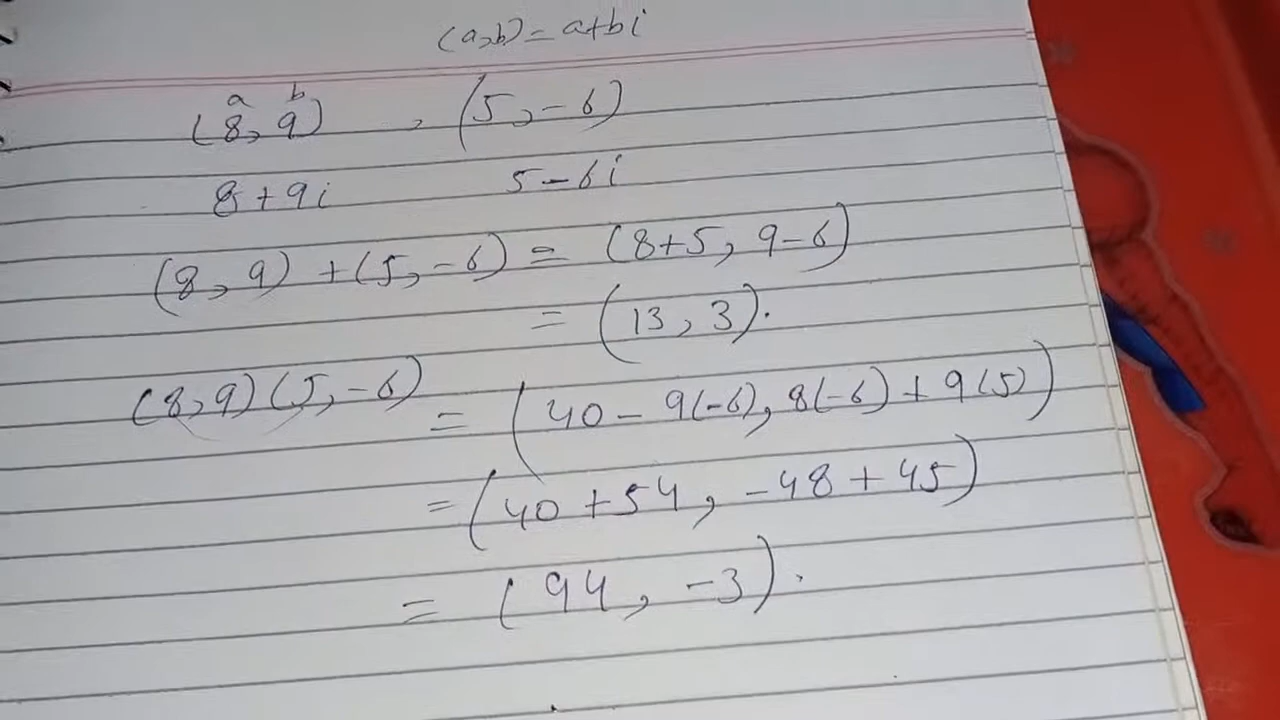 (a,b) = a+bi
a b
(8, 9) , (5, -6)
8+9i 5-6i
(8, 9) + (5, -6) = (8+5, 9-6)
= (13, 3).
(8,9)(5,-6) = (40-9(-6), 8(-6)+9(5))
= (40+54, -48+45)
= (94, -3).